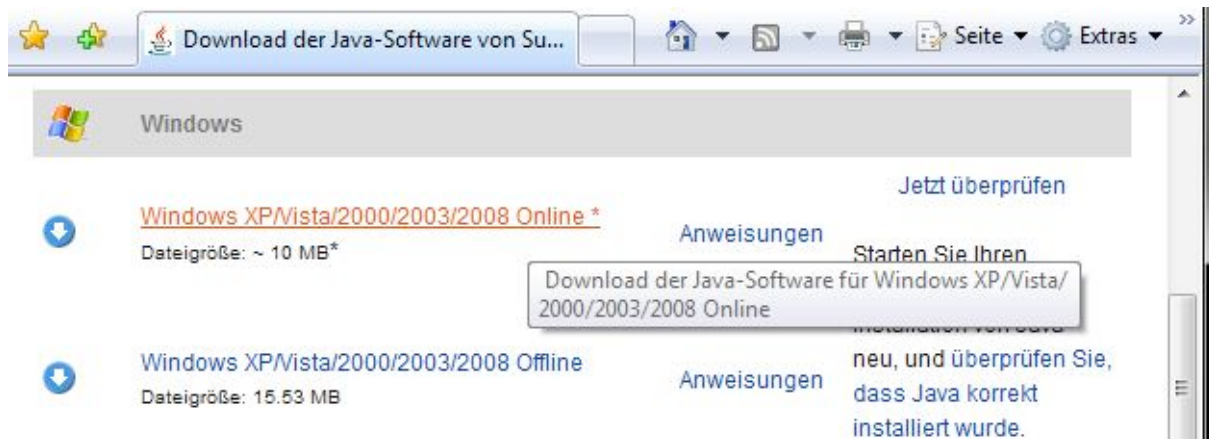 Download der Java-Software von Su...
Seite
Extras
Windows
Jetzt überprüfen
Windows XP/Vista/2000/2003/2008 Online *
Dateigröße: ~ 10 MB*
Anweisungen
Starten Sie Ihren
Download der Java-Software für Windows XP/Vista/
2000/2003/2008 Online
Installation von Java
neu, und überprüfen Sie,
dass Java korrekt
installiert wurde.
Windows XP/Vista/2000/2003/2008 Offline
Dateigröße: 15.53 MB
Anweisungen